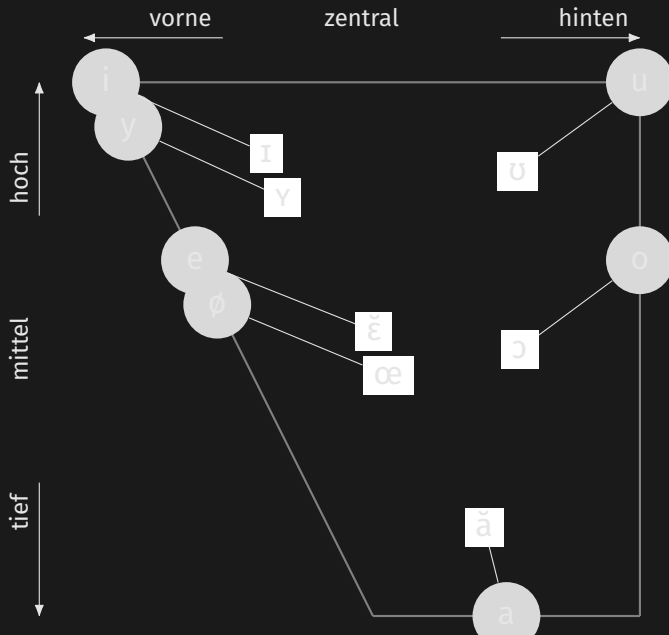 vorne zentral hinten
hoch
mittel
tief
i
u
y
ɪ
ʏ
ʊ
e
o
ø
ɛ̆
ɔ
œ
ă
a